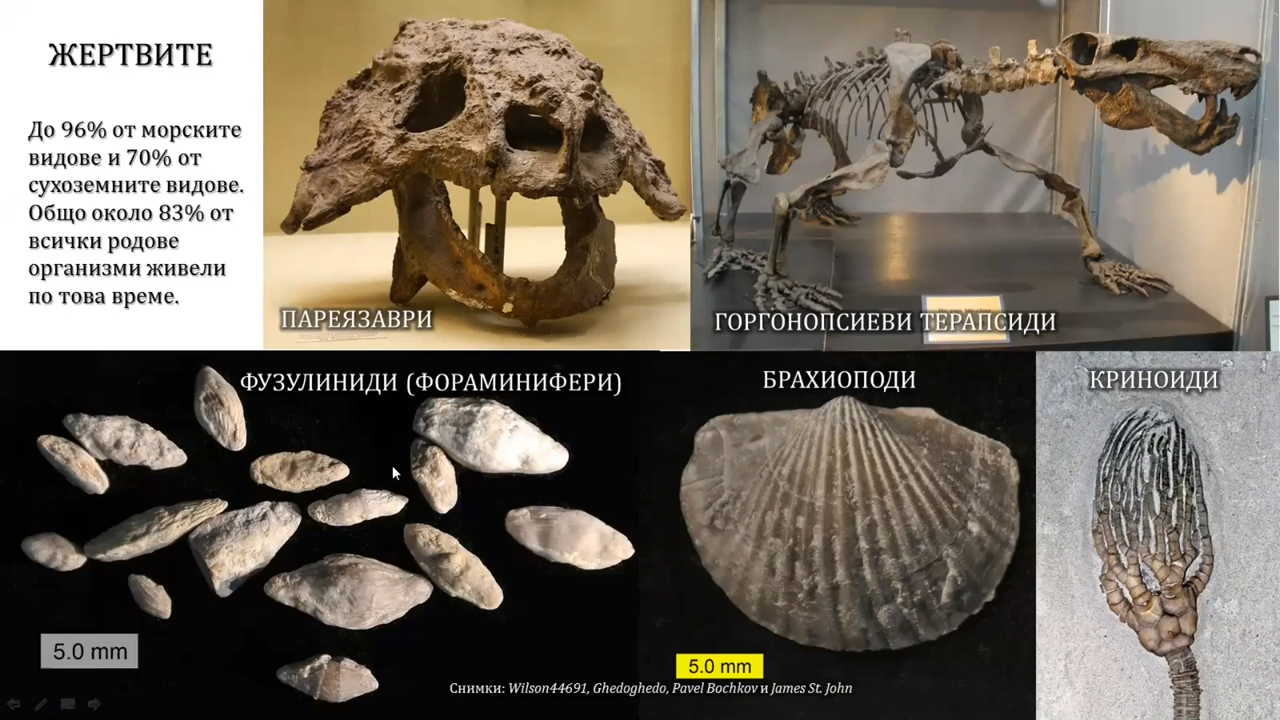 ЖЕРТВИТЕ
До 96% от морските
видове и 70% от
сухоземните видове.
Общо около 83% от
всички родове
организми живели
по това време.
ПАРЕЯЗАВРИ
ГОРГОНОПСИЕВИ ТЕРАПСИДИ
ФУЗУЛИНИДИ (ФОРАМИНИФЕРИ)
БРАХИОПОДИ
КРИНОИДИ
5.0 mm
5.0 mm
Снимки: Wilson44691, Ghedoghedo, Pavel Bochkov и James St. John